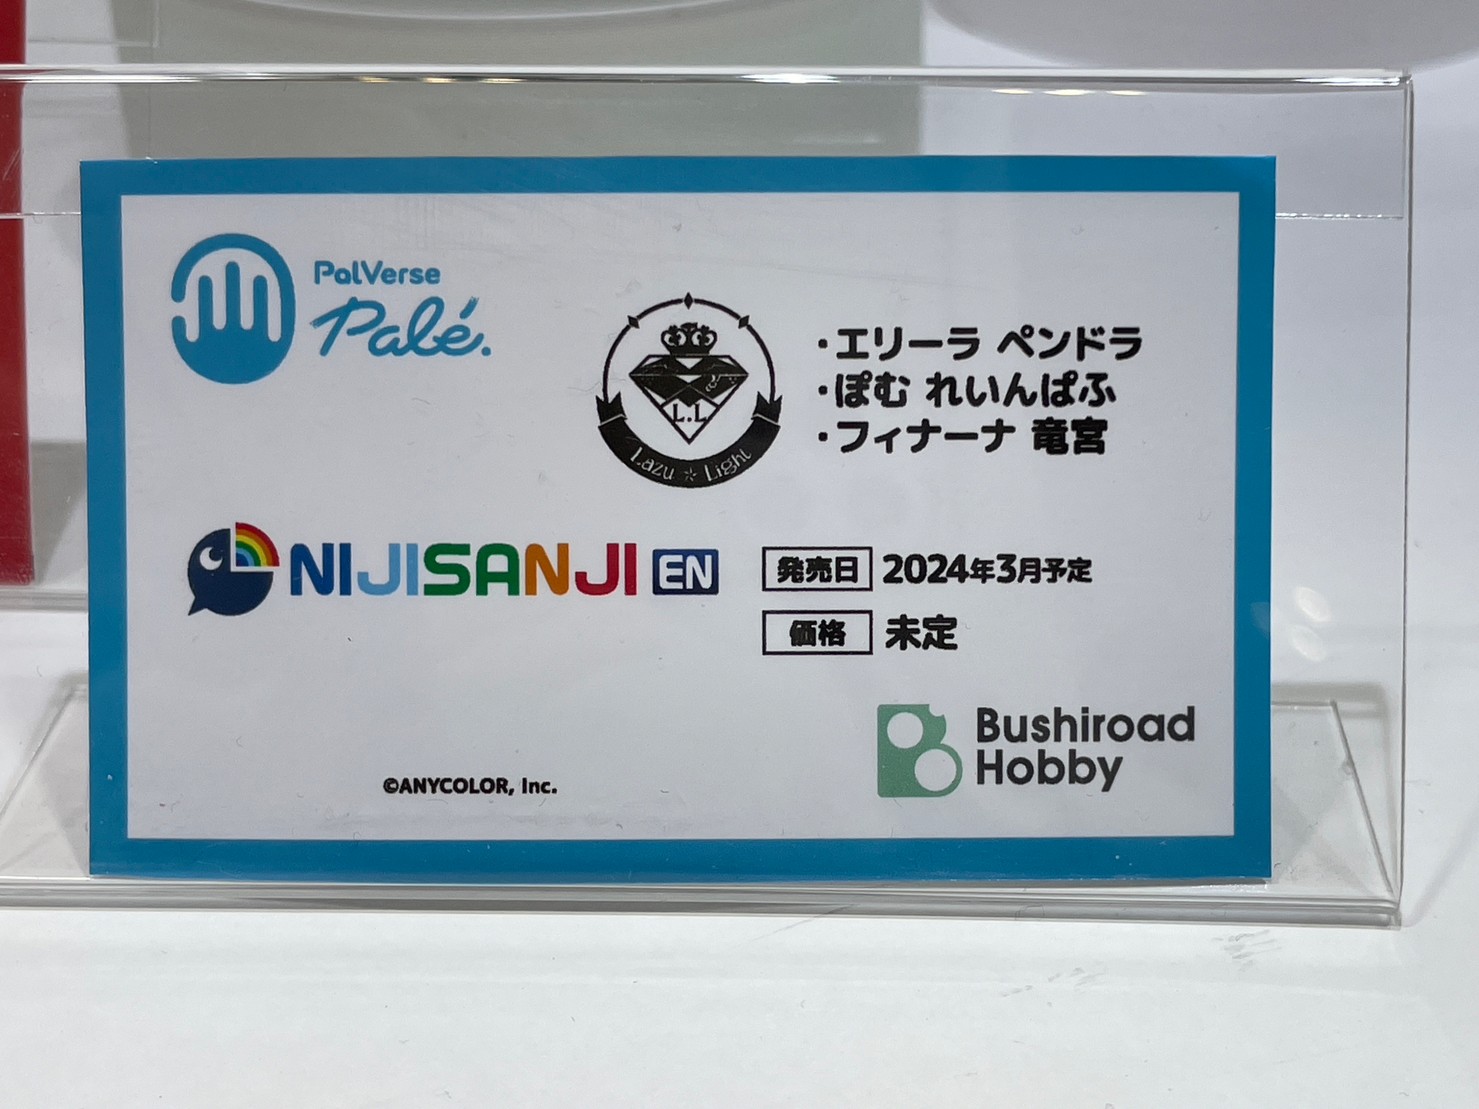 PalVerse
Palé.
L.L
Lazu ☆ Light
・エリーラ ペンドラ
・ぽむ れいんぱふ
・フィナーナ 竜宮
NIJISANJI EN
発売日 2024年3月予定
価格 未定
©ANYCOLOR, Inc.
Bushiroad
Hobby